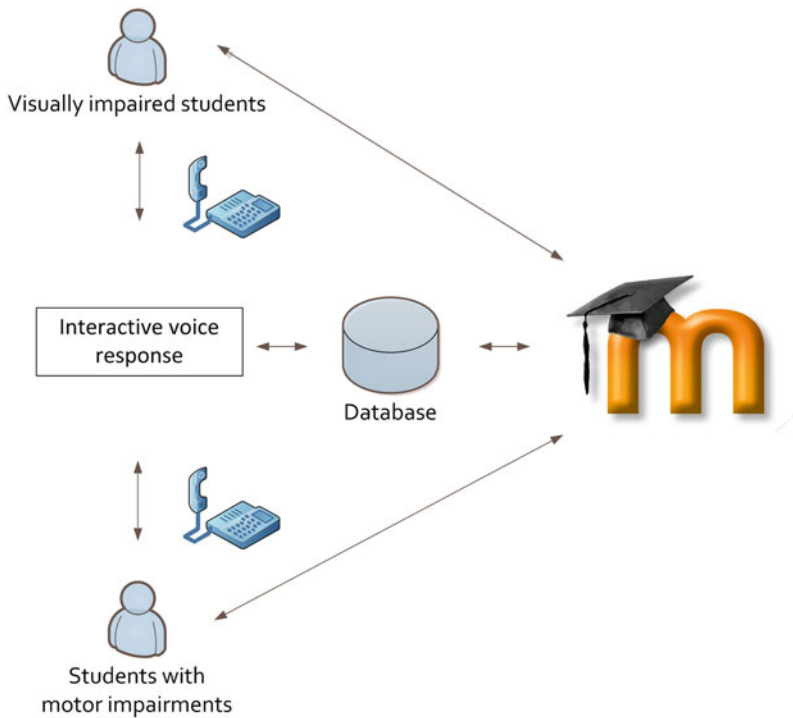 Visually impaired students
Interactive voice
response
Database
m
Students with
motor impairments